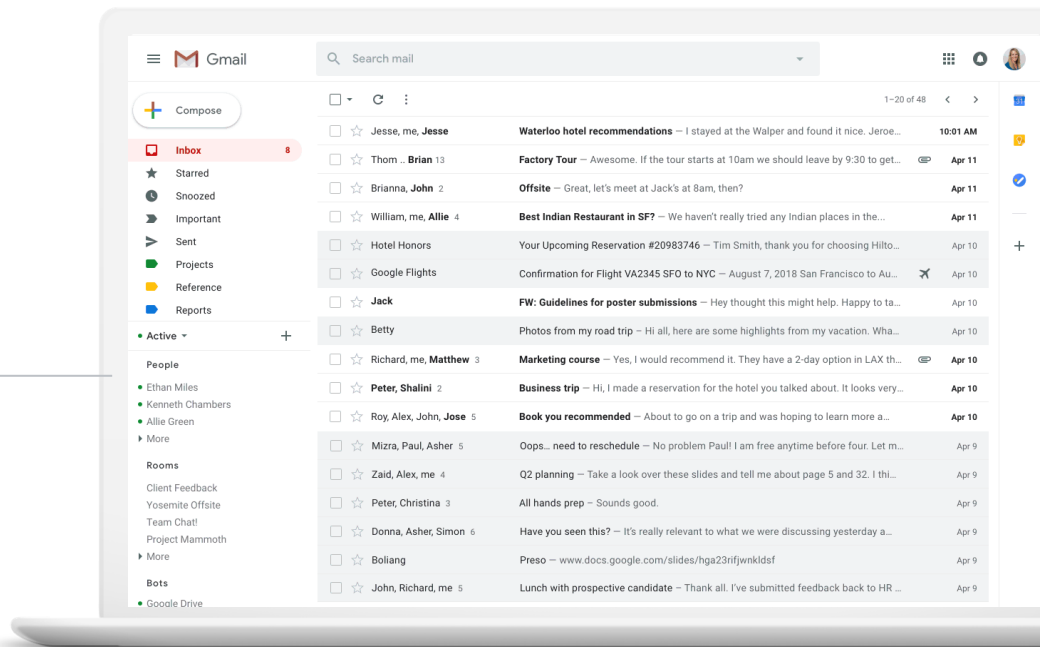 Gmail
Search mail
Compose
1–20 of 48
Inbox 8
Starred
Snoozed
Important
Sent
Projects
Reference
Reports
Active
People
Ethan Miles
Kenneth Chambers
Allie Green
More
Rooms
Client Feedback
Yosemite Offsite
Team Chat!
Project Mammoth
More
Bots
Google Drive
Jesse, me, Jesse Waterloo hotel recommendations — I stayed at the Walper and found it nice. Jeroe... 10:01 AM
Thom .. Brian 13 Factory Tour – Awesome. If the tour starts at 10am we should leave by 9:30 to get... Apr 11
Brianna, John 2 Offsite – Great, let's meet at Jack's at 8am, then? Apr 11
William, me, Allie 4 Best Indian Restaurant in SF? — We haven't really tried any Indian places in the... Apr 11
Hotel Honors Your Upcoming Reservation #20983746 – Tim Smith, thank you for choosing Hilto... Apr 10
Google Flights Confirmation for Flight VA2345 SFO to NYC – August 7, 2018 San Francisco to Au... Apr 10
Jack FW: Guidelines for poster submissions – Hey thought this might help. Happy to ta... Apr 10
Betty Photos from my road trip – Hi all, here are some highlights from my vacation. Wha... Apr 10
Richard, me, Matthew 3 Marketing course — Yes, I would recommend it. They have a 2-day option in LAX th... Apr 10
Peter, Shalini 2 Business trip – Hi, I made a reservation for the hotel you talked about. It looks very... Apr 10
Roy, Alex, John, Jose 5 Book you recommended – About to go on a trip and was hoping to learn more a... Apr 10
Mizra, Paul, Asher 5 Oops... need to reschedule – No problem Paul! I am free anytime before four. Let m... Apr 9
Zaid, Alex, me 4 Q2 planning — Take a look over these slides and tell me about page 5 and 32. I thi... Apr 9
Peter, Christina 3 All hands prep – Sounds good. Apr 9
Donna, Asher, Simon 6 Have you seen this? — It's really relevant to what we were discussing yesterday a... Apr 9
Boliang Preso — www.docs.google.com/slides/hga23rifjwnkldsf Apr 9
John, Richard, me 5 Lunch with prospective candidate – Thank all. I've submitted feedback back to HR ... Apr 9
31